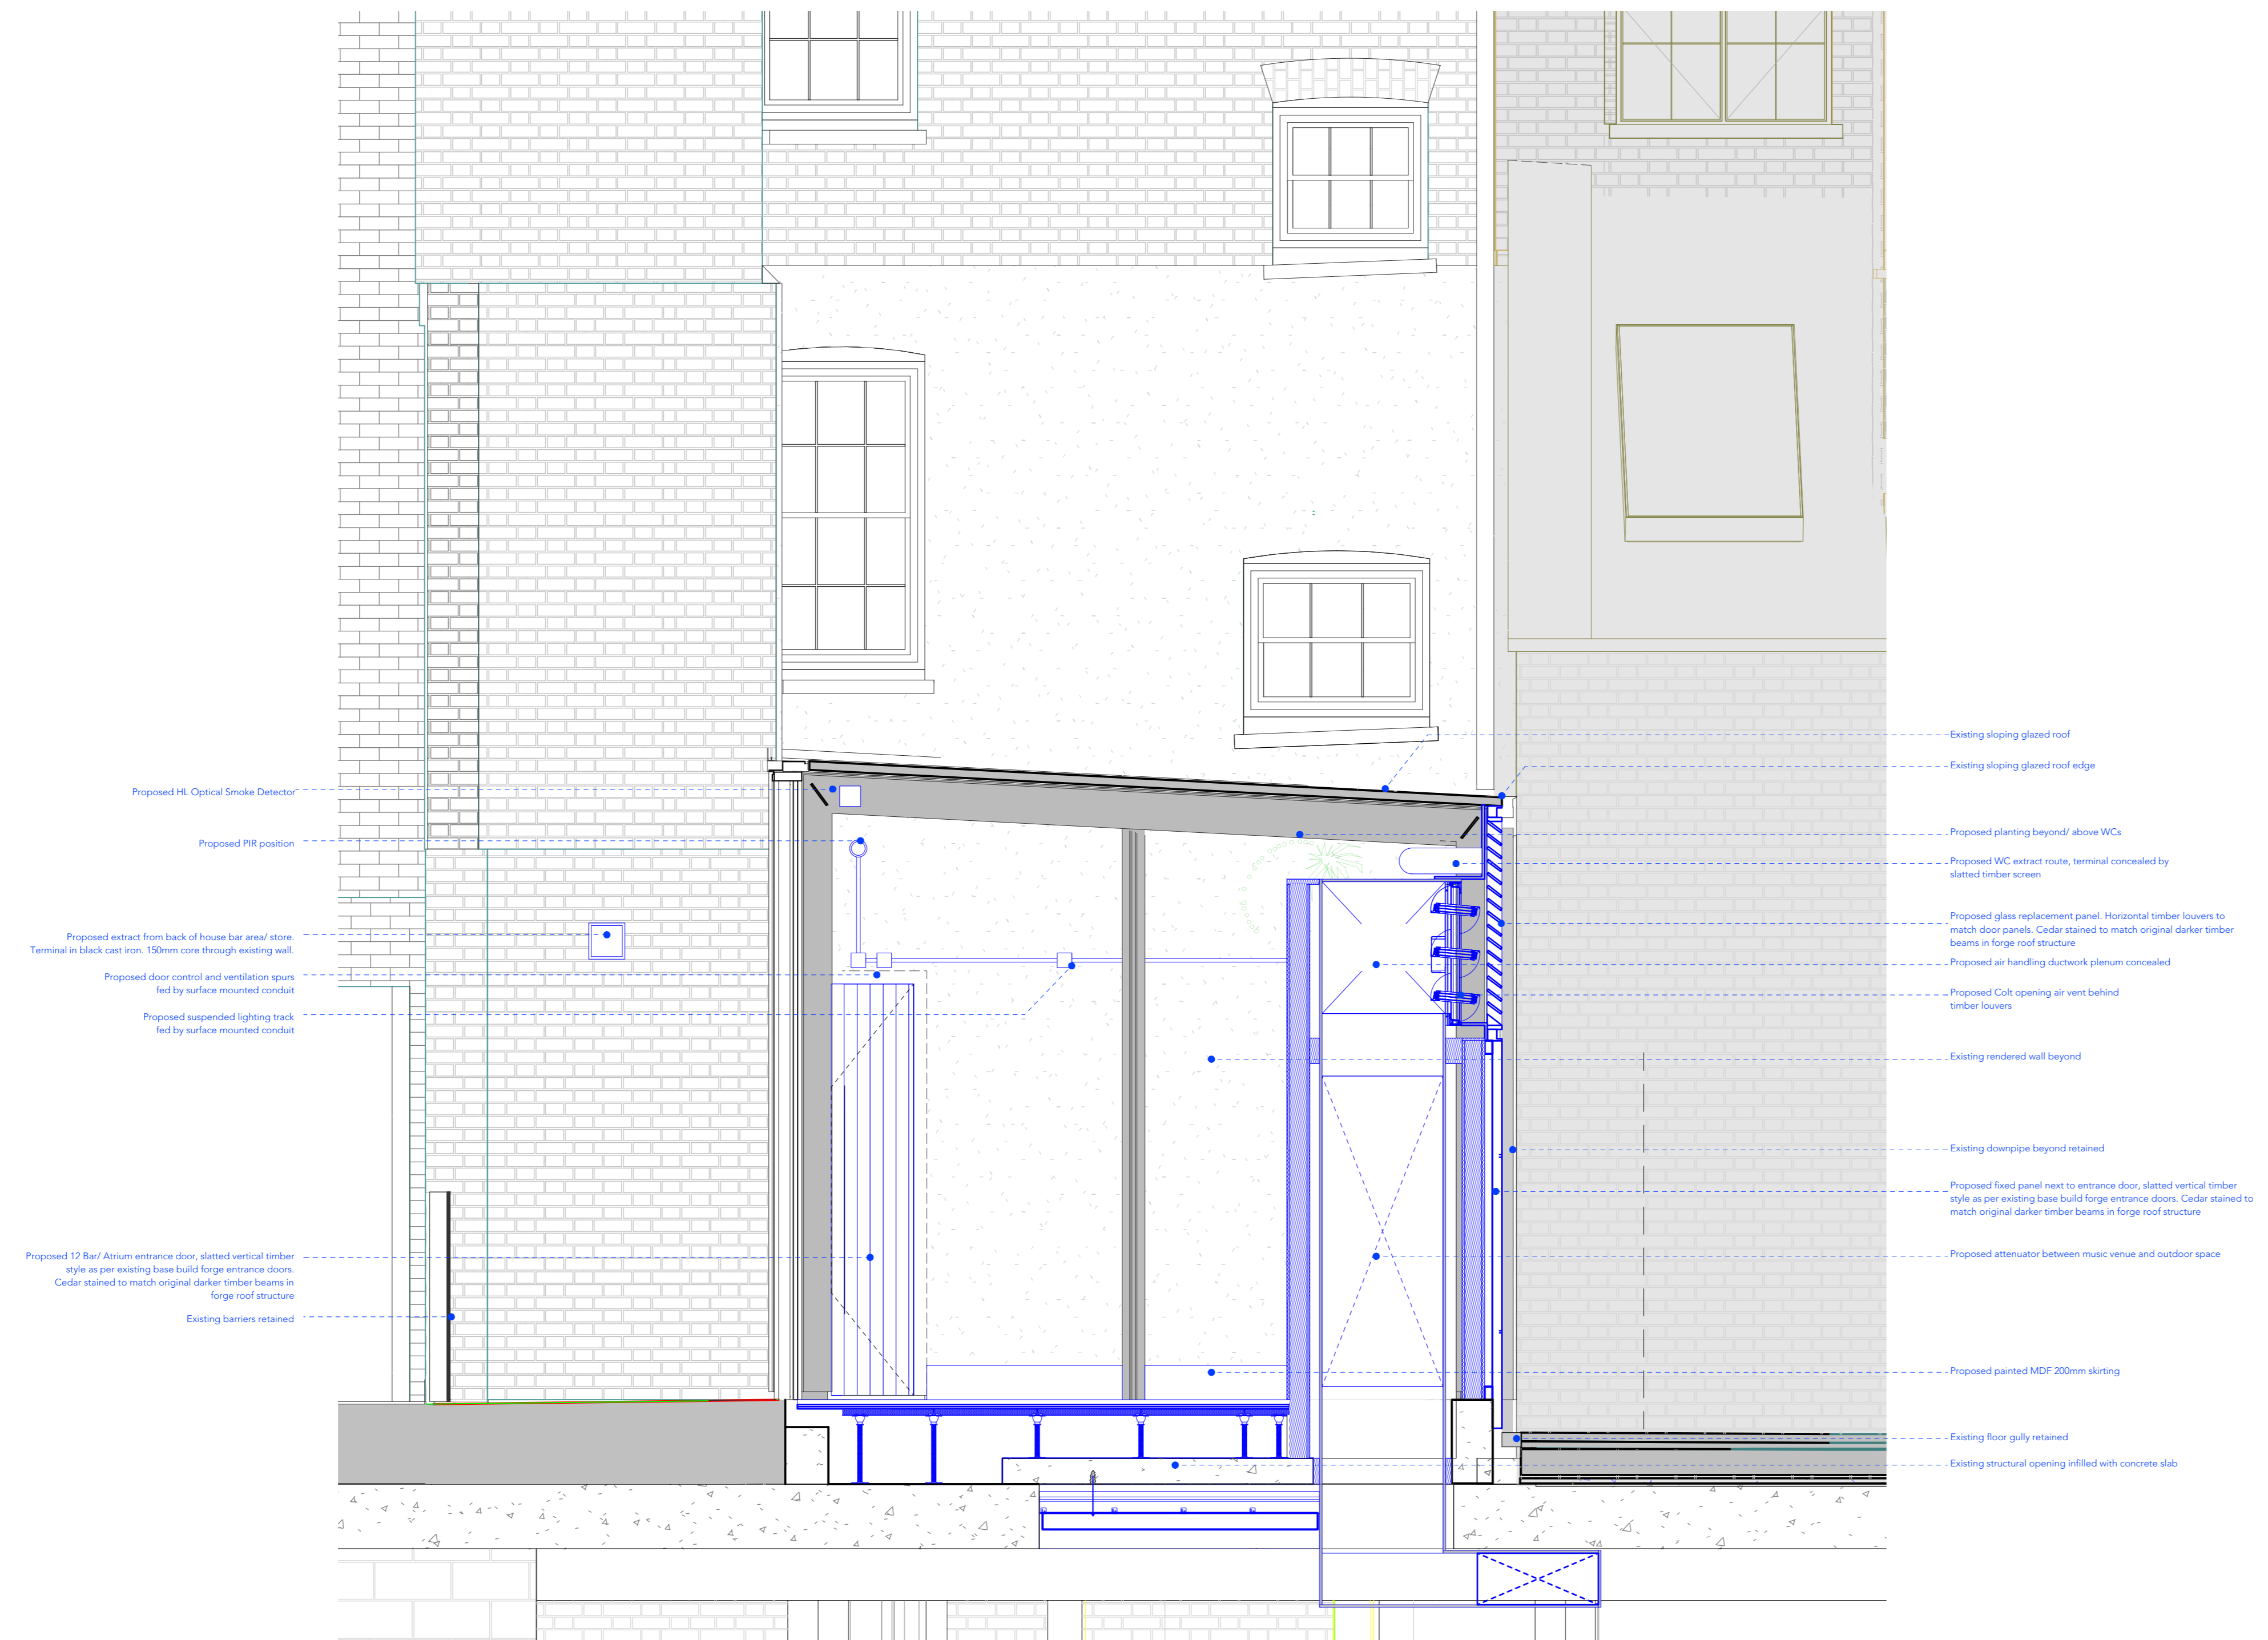 Proposed HL Optical Smoke Detector
Proposed PIR position
Proposed extract from back of house bar area/ store.
Terminal in black cast iron. 150mm core through existing wall.
Proposed door control and ventilation spurs
fed by surface mounted conduit
Proposed suspended lighting track
fed by surface mounted conduit
Proposed 12 Bar/ Atrium entrance door, slatted vertical timber
style as per existing base build forge entrance doors.
Cedar stained to match original darker timber beams in
forge roof structure
Existing barriers retained
Existing sloping glazed roof
Existing sloping glazed roof edge
Proposed planting beyond/ above WCs
Proposed WC extract route, terminal concealed by
slatted timber screen
Proposed glass replacement panel. Horizontal timber louvers to
match door panels. Cedar stained to match original darker timber
beams in forge roof structure
Proposed air handling ductwork plenum concealed
Proposed Colt opening air vent behind
timber louvers
Existing rendered wall beyond
Existing downpipe beyond retained
Proposed fixed panel next to entrance door, slatted vertical timber
style as per existing base build forge entrance doors. Cedar stained to
match original darker timber beams in forge roof structure
Proposed attenuator between music venue and outdoor space
Proposed painted MDF 200mm skirting
Existing floor gully retained
Existing structural opening infilled with concrete slab